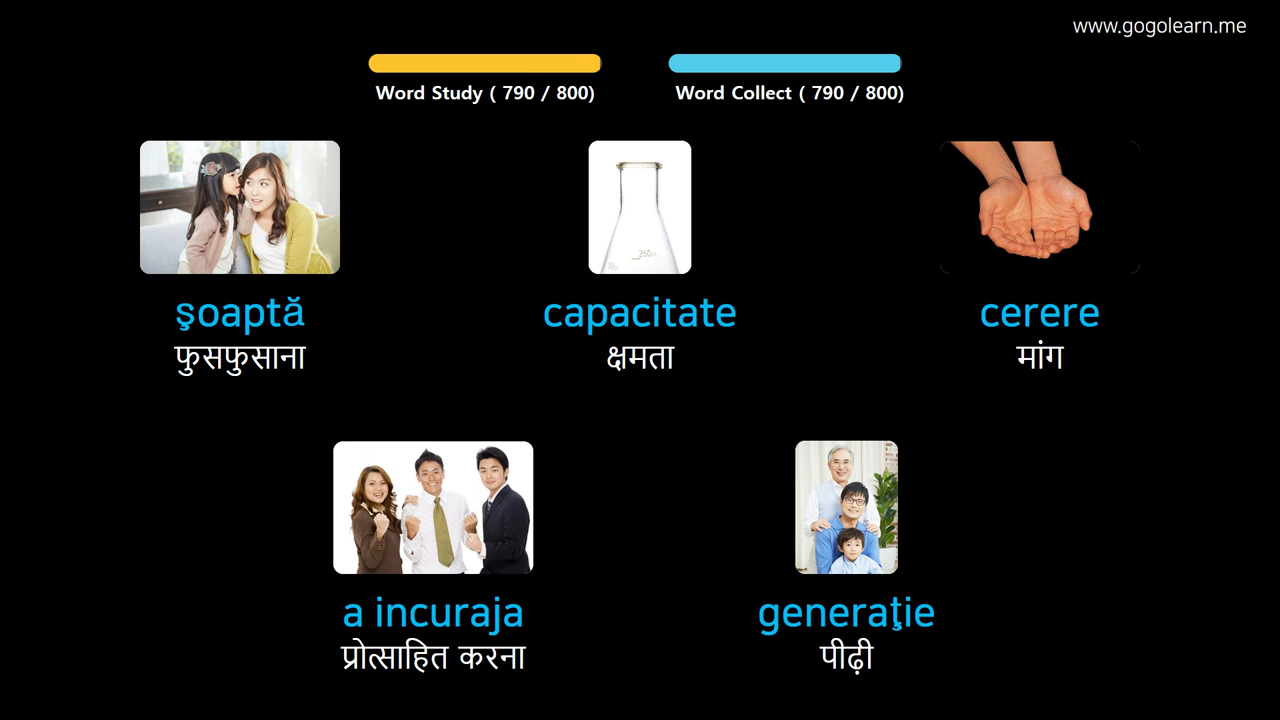 www.gogolearn.me
Word Study ( 790 / 800)
Word Collect ( 790 / 800)
250
şoaptă
फुसफुसाना
capacitate
क्षमता
cerere
मांग
a incuraja
प्रोत्साहित करना
generaţie
पीढ़ी